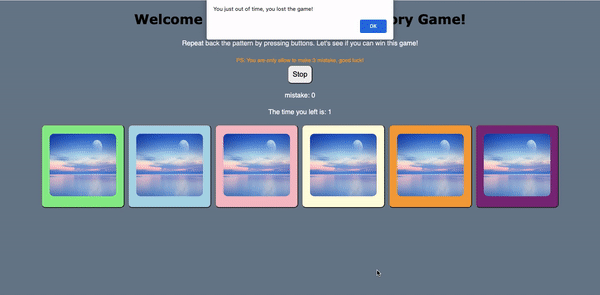 You just out of time, you lost the game!
OK
Welcome ory Game!
Repeat back the pattern by pressing buttons. Let's see if you can win this game!
PS. You are only allow to make 3 mistake, good luck!
Stop
mistake: 0
The time you left is: 1